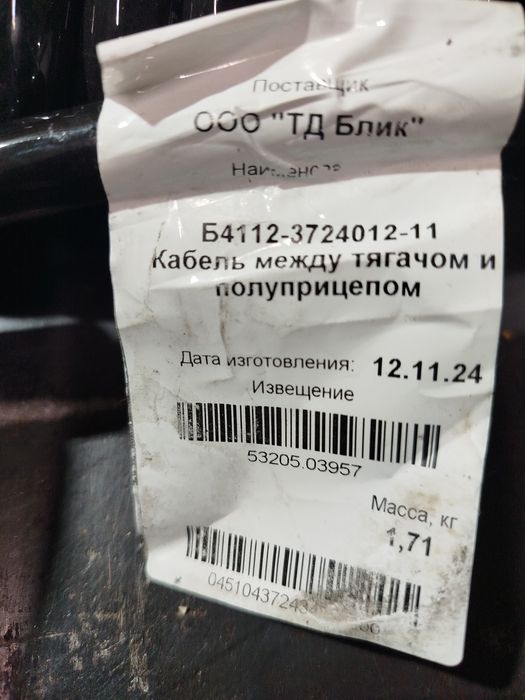 Поставщик
ООО "ТД Блик"
Б4112-3724012-11
Кабель между тягачом и
полуприцепом
Дата изготовления: 12.11.24
Извещение
53205.03957
Масса, кг
1,71